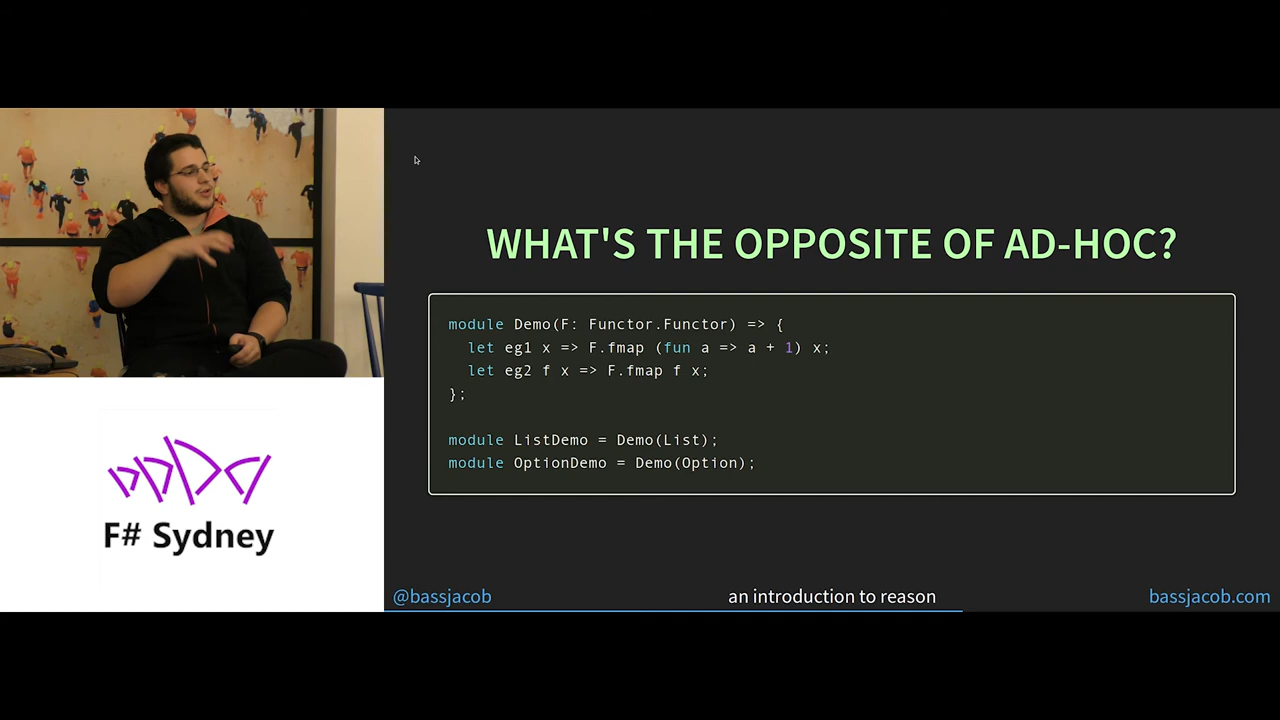 WHAT'S THE OPPOSITE OF AD-HOC?
module Demo(F: Functor.Functor) => {
  let eg1 x => F.fmap (fun a => a + 1) x;
  let eg2 f x => F.fmap f x;
};
module ListDemo = Demo(List);
module OptionDemo = Demo(Option);
F# Sydney
@bassjacob
an introduction to reason
bassjacob.com